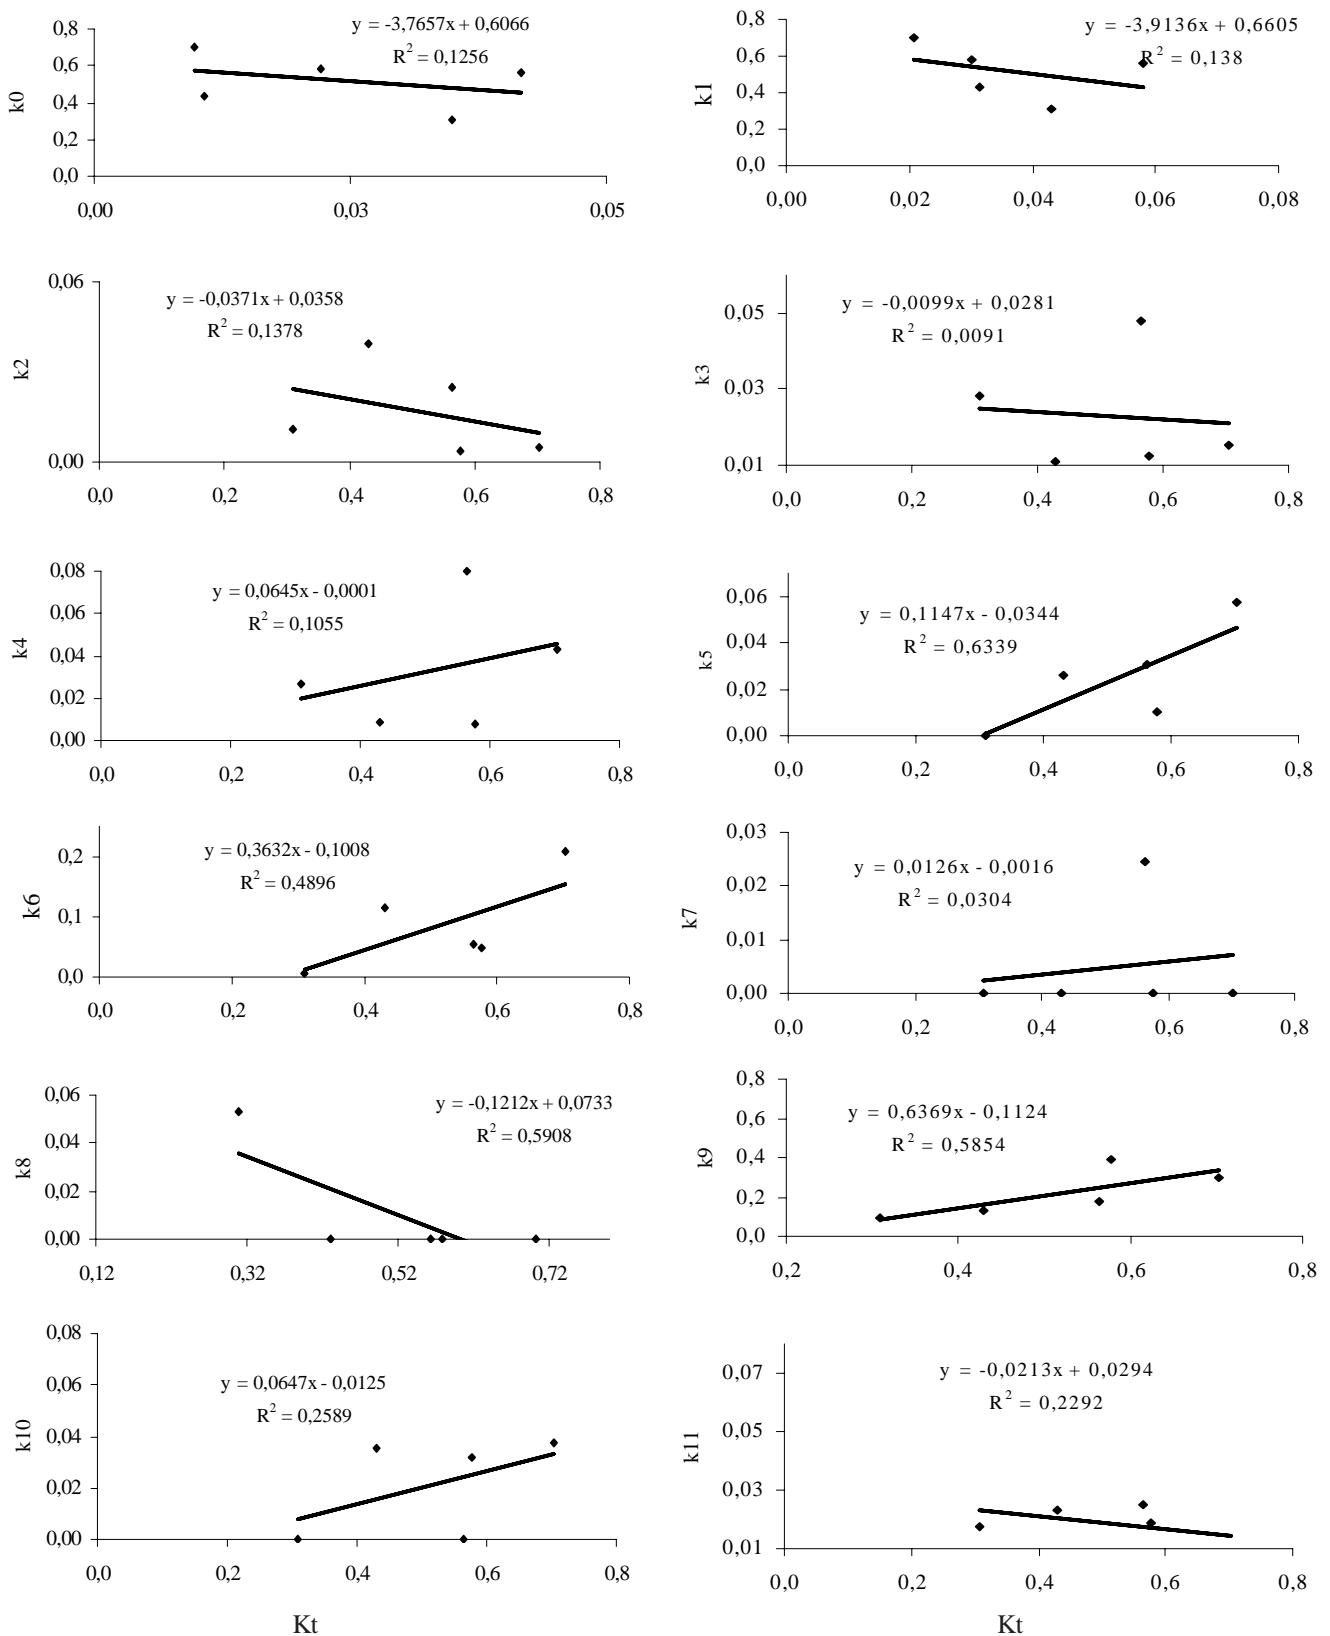 y = -3,7657x + 0,6066
R² = 0,1256
0,8
0,6
0,4
0,2
0,0
k0
0,00 0,03 0,05
y = -3,9136x + 0,6605
R² = 0,138
0,8
0,6
0,4
0,2
0,0
k1
0,00 0,02 0,04 0,06 0,08
y = -0,0371x + 0,0358
R² = 0,1378
0,06
0,00
k2
0,0 0,2 0,4 0,6 0,8
y = -0,0099x + 0,0281
R² = 0,0091
0,05
0,03
0,01
k3
0,0 0,2 0,4 0,6 0,8
y = 0,0645x - 0,0001
R² = 0,1055
0,08
0,06
0,04
0,02
0,00
k4
0,0 0,2 0,4 0,6 0,8
y = 0,1147x - 0,0344
R² = 0,6339
0,06
0,04
0,02
0,00
k5
0,0 0,2 0,4 0,6 0,8
y = 0,3632x - 0,1008
R² = 0,4896
0,2
0,1
0,0
k6
0,0 0,2 0,4 0,6 0,8
y = 0,0126x - 0,0016
R² = 0,0304
0,03
0,02
0,01
0,00
k7
0,0 0,2 0,4 0,6 0,8
y = -0,1212x + 0,0733
R² = 0,5908
0,06
0,04
0,02
0,00
k8
0,12 0,32 0,52 0,72
y = 0,6369x - 0,1124
R² = 0,5854
0,8
0,6
0,4
0,2
0,0
k9
0,2 0,4 0,6 0,8
y = 0,0647x - 0,0125
R² = 0,2589
0,08
0,06
0,04
0,02
0,00
k10
0,0 0,2 0,4 0,6 0,8
Kt
y = -0,0213x + 0,0294
R² = 0,2292
0,07
0,05
0,03
0,01
k11
0,0 0,2 0,4 0,6 0,8
Kt